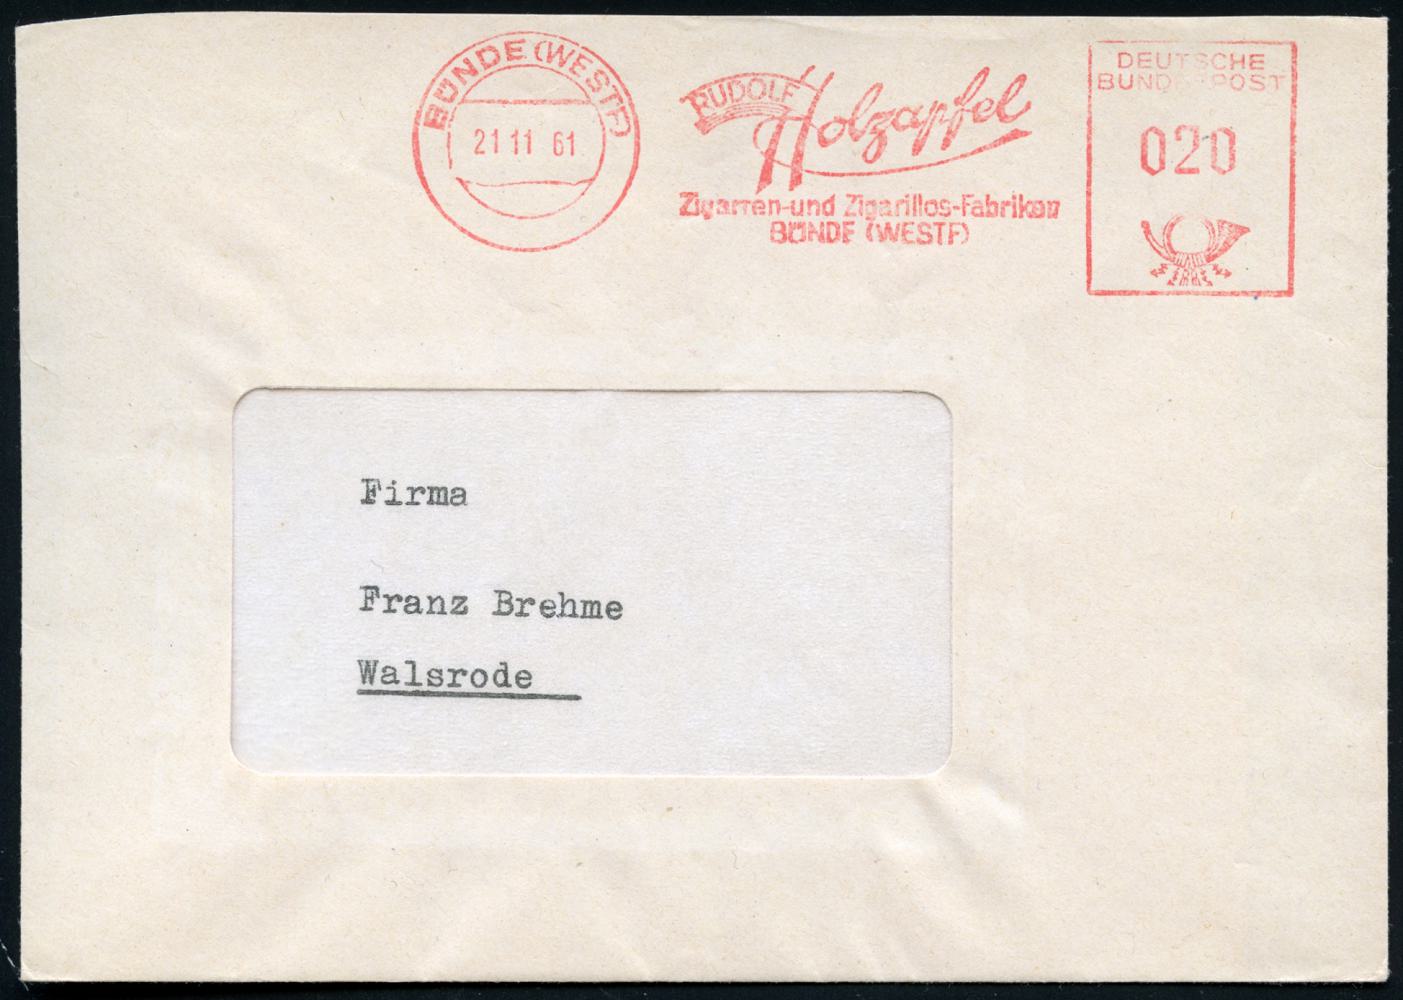 BÜNDE (WESTF)
21 11 61
RUDOLF
Holzapfel
Zigarren-und Zigarillos-Fabriken
BÜNDE (WESTF)
DEUTSCHE
BUNDESPOST
020
Firma
Franz Brehme
Walsrode